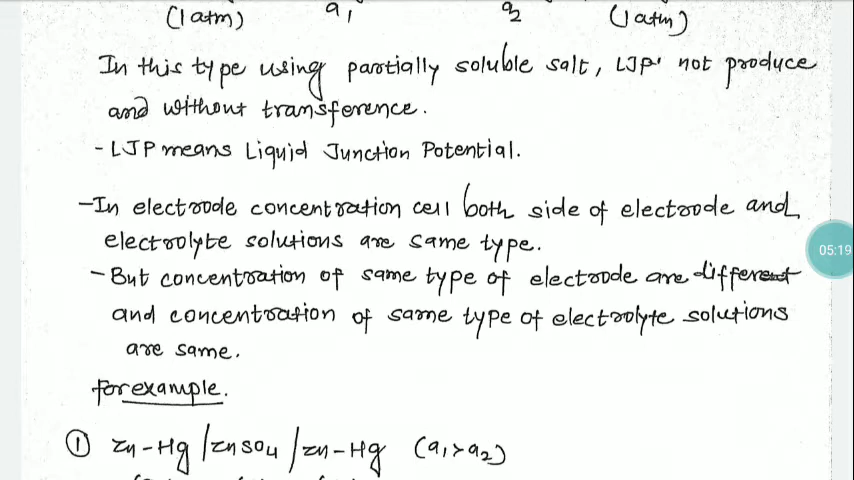 (1 atm) a1 a2 (1 atm)
In this type using partially soluble salt, LJP' not produce
and without transference.
- LJP means Liquid Junction Potential.
-In electrode concentration cell both side of electrode and
electrolyte solutions are same type.
- But concentration of same type of electrode are different
and concentration of same type of electrolyte solutions
are same.
for example.
① Zn-Hg / ZnSO4 / Zn-Hg (a1>a2)
05:19